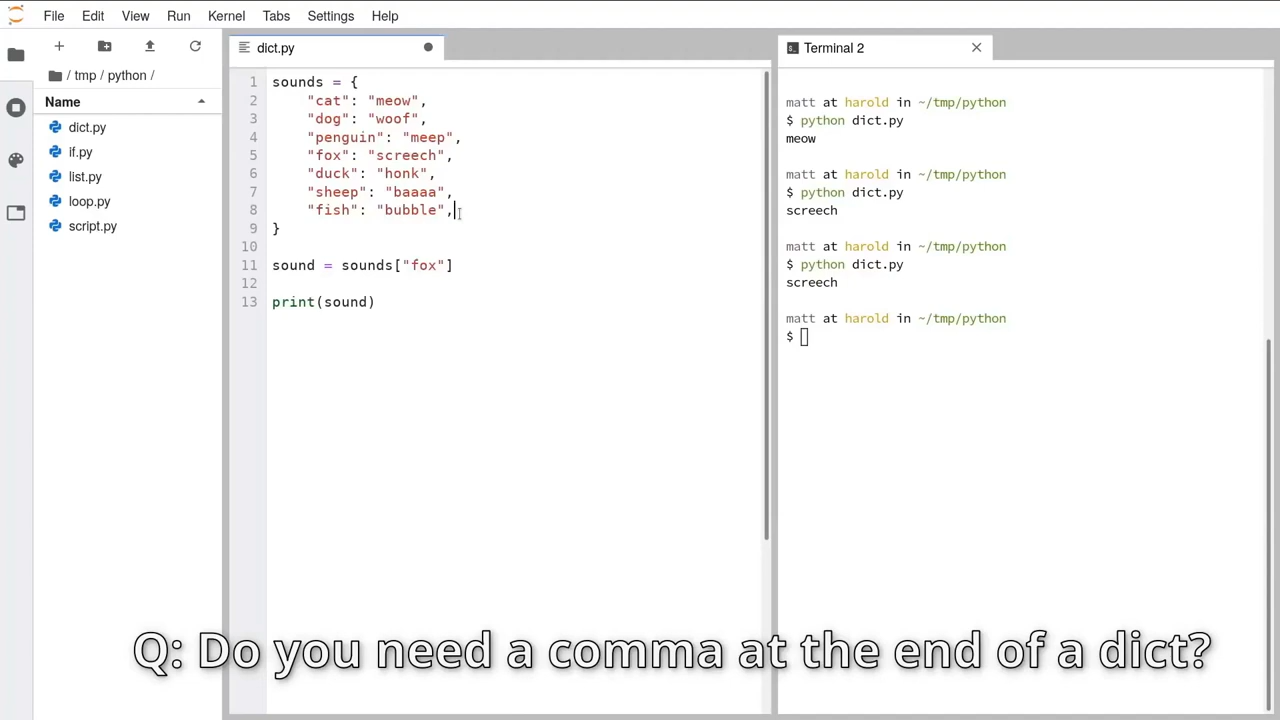 File Edit View Run Kernel Tabs Settings Help
/ tmp / python /
Name
dict.py
if.py
list.py
loop.py
script.py
dict.py
1 sounds = {
2     "cat": "meow",
3     "dog": "woof",
4     "penguin": "meep",
5     "fox": "screech",
6     "duck": "honk",
7     "sheep": "baaaa",
8     "fish": "bubble",
9 }
10
11 sound = sounds["fox"]
12
13 print(sound)
Terminal 2
matt at harold in ~/tmp/python
$ python dict.py
meow
matt at harold in ~/tmp/python
$ python dict.py
screech
matt at harold in ~/tmp/python
$ python dict.py
screech
matt at harold in ~/tmp/python
$
Q: Do you need a comma at the end of a dict?